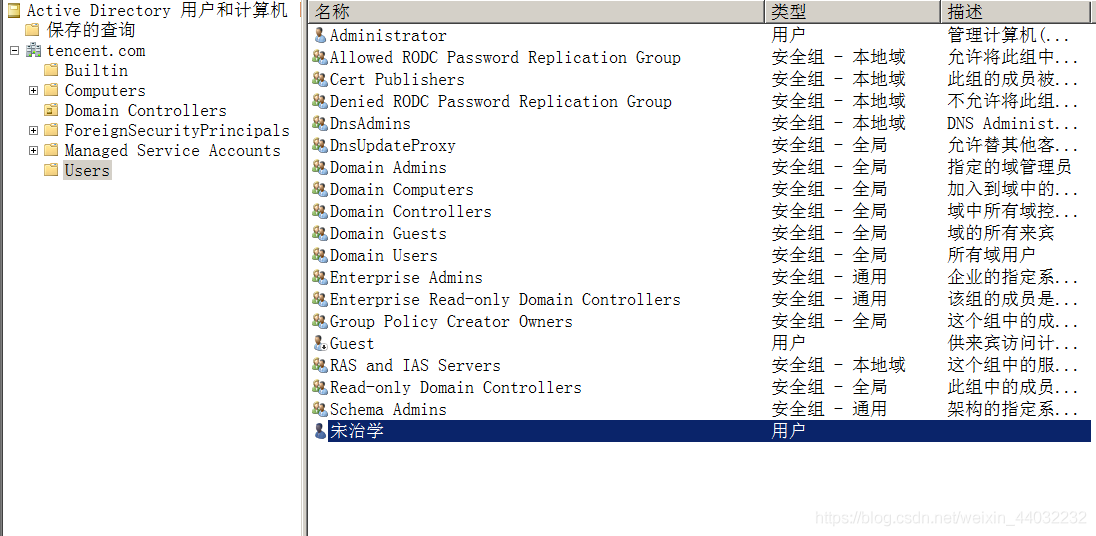 Active Directory 用户和计算机
保存的查询
tencent.com
Builtin
Computers
Domain Controllers
ForeignSecurityPrincipals
Managed Service Accounts
Users
名称 类型 描述
Administrator 用户 管理计算机(...
Allowed RODC Password Replication Group 安全组 - 本地域 允许将此组中...
Cert Publishers 安全组 - 本地域 此组的成员被...
Denied RODC Password Replication Group 安全组 - 本地域 不允许将此组...
DnsAdmins 安全组 - 本地域 DNS Administ...
DnsUpdateProxy 安全组 - 全局 允许替其他客...
Domain Admins 安全组 - 全局 指定的域管理员
Domain Computers 安全组 - 全局 加入到域中的...
Domain Controllers 安全组 - 全局 域中所有域控...
Domain Guests 安全组 - 全局 域的所有来宾
Domain Users 安全组 - 全局 所有域用户
Enterprise Admins 安全组 - 通用 企业的指定系...
Enterprise Read-only Domain Controllers 安全组 - 通用 该组的成员是...
Group Policy Creator Owners 安全组 - 全局 这个组中的成...
Guest 用户 供来宾访问计...
RAS and IAS Servers 安全组 - 本地域 这个组中的服...
Read-only Domain Controllers 安全组 - 全局 此组中的成员...
Schema Admins 安全组 - 通用 架构的指定系...
宋治学 用户
https://blog.csdn.net/weixin_44032232